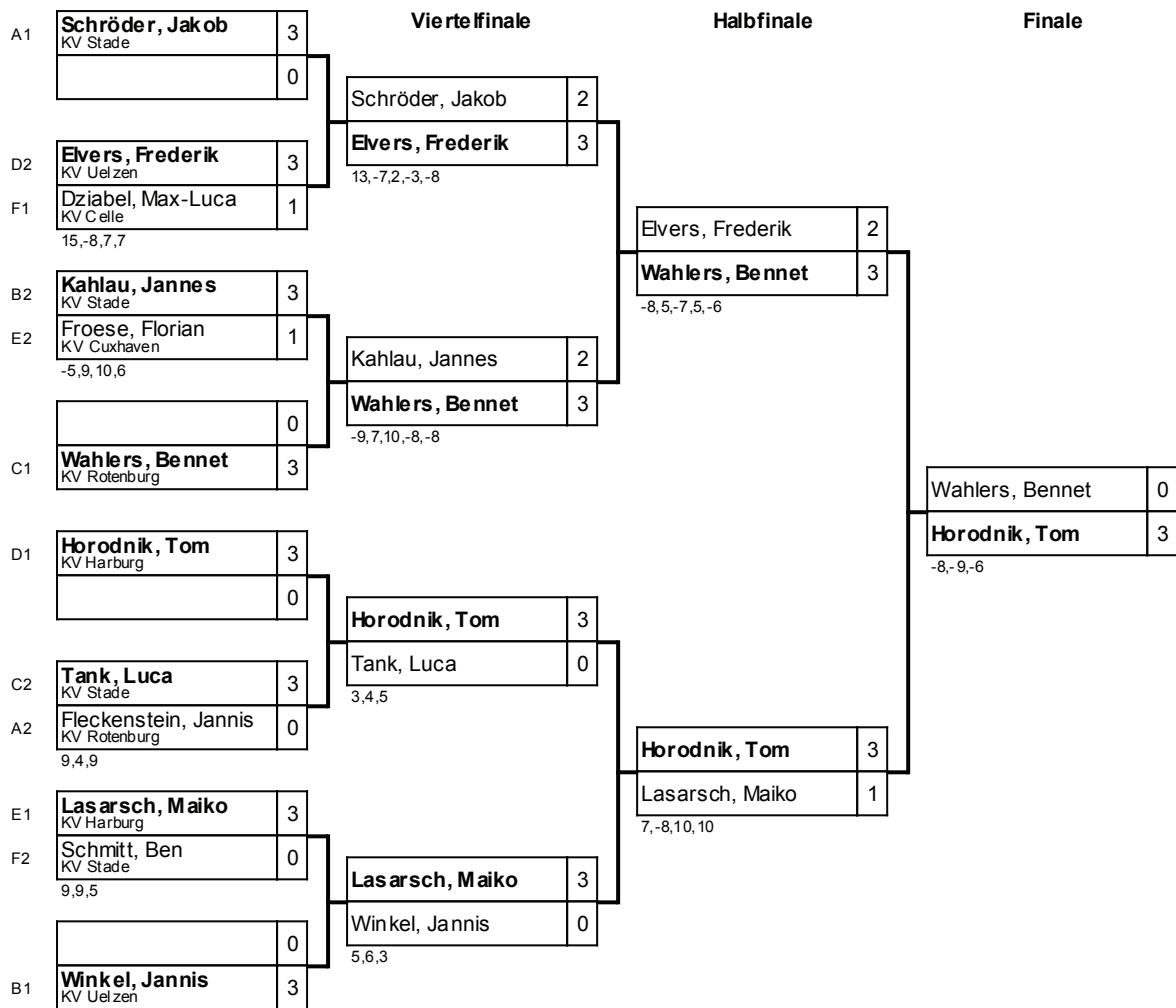 Viertelfinale
Halbfinale
Finale
A1
Schröder, Jakob
KV Stade
3
0
D2
Elvers, Frederik
KV Uelzen
3
F1
Dziabel, Max-Luca
KV Celle
1
15,-8,7,7
B2
Kahlau, Jannes
KV Stade
3
E2
Froese, Florian
KV Cuxhaven
1
-5,9,10,6
0
C1
Wahlers, Bennet
KV Rotenburg
3
D1
Horodnik, Tom
KV Harburg
3
0
C2
Tank, Luca
KV Stade
3
A2
Fleckenstein, Jannis
KV Rotenburg
0
9,4,9
E1
Lasarsch, Maiko
KV Harburg
3
F2
Schmitt, Ben
KV Stade
0
9,9,5
0
B1
Winkel, Jannis
KV Uelzen
3
Schröder, Jakob
2
Elvers, Frederik
3
13,-7,2,-3,-8
Kahlau, Jannes
2
Wahlers, Bennet
3
-9,7,10,-8,-8
Horodnik, Tom
3
Tank, Luca
0
3,4,5
Lasarsch, Maiko
3
Winkel, Jannis
0
5,6,3
Elvers, Frederik
2
Wahlers, Bennet
3
-8,5,-7,5,-6
Horodnik, Tom
3
Lasarsch, Maiko
1
7,-8,10,10
Wahlers, Bennet
0
Horodnik, Tom
3
-8,-9,-6